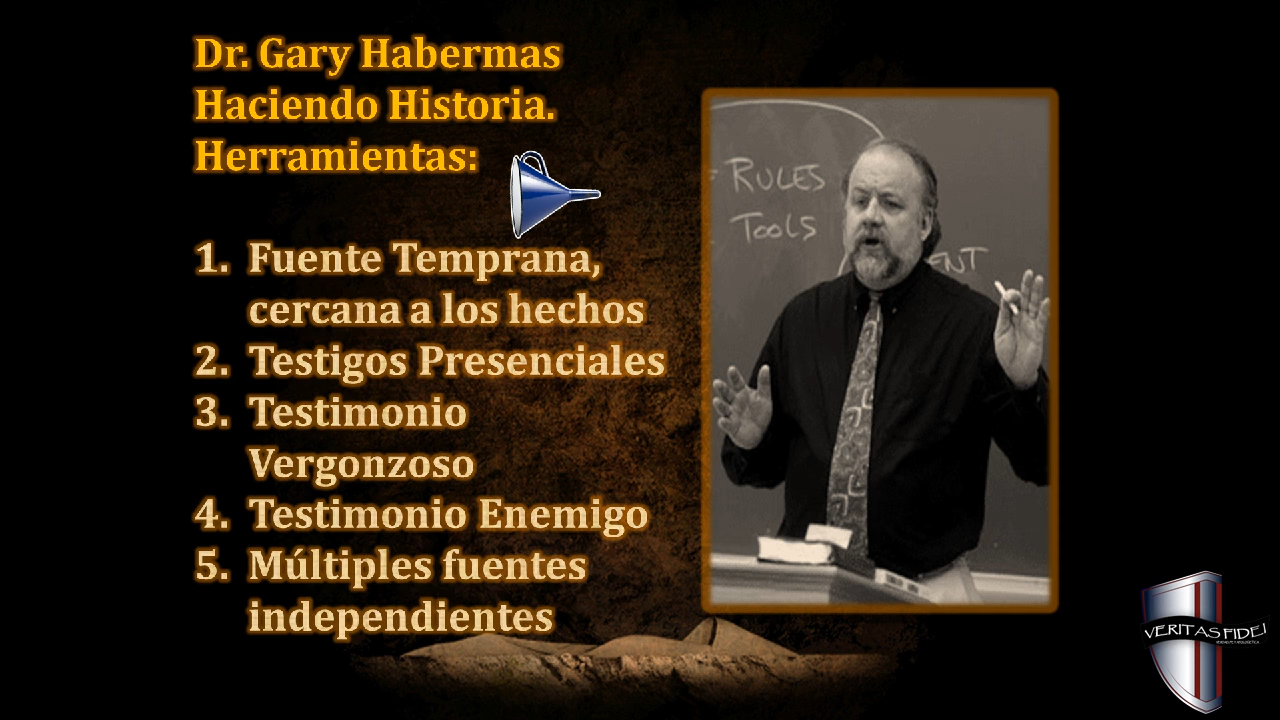 Dr. Gary Habermas
Haciendo Historia.
Herramientas:
1. Fuente Temprana,
cercana a los hechos
2. Testigos Presenciales
3. Testimonio
Vergonzoso
4. Testimonio Enemigo
5. Múltiples fuentes
independientes
RULES
TOOLS
ENT
VERITAS FIDEI